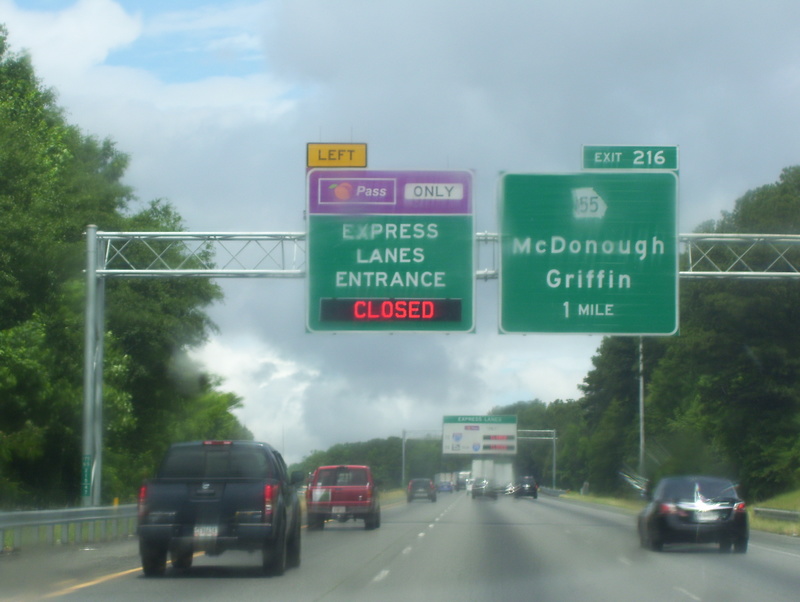 LEFT
Pass ONLY
EXPRESS
LANES
ENTRANCE
CLOSED
EXIT 216
155
McDonough
Griffin
1 MILE
EXPRESS LANES